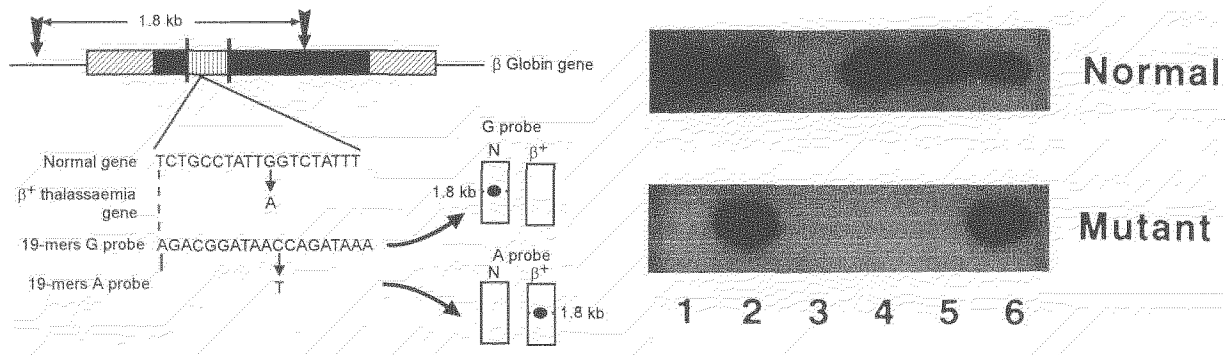 1.8 kb
β Globin gene
Normal gene TCTGCCTATTGGTCTATTT
β+ thalassaemia
gene
A
19-mers G probe AGACGGATAACCAGATAAA
19-mers A probe
T
G probe
N β+
1.8 kb
A probe
N β+
1.8 kb
Normal
Mutant
1 2 3 4 5 6